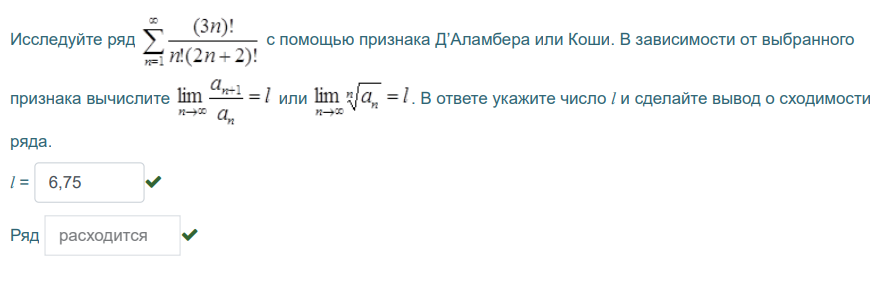 Исследуйте ряд $\sum_{n=1}^{\infty} \frac{(3n)!}{n!(2n+2)!}$ с помощью признака Д’Аламбера или Коши. В зависимости от выбранного
признака вычислите $\lim_{n \to \infty} \frac{a_{n+1}}{a_n} = l$ или $\lim_{n \to \infty} \sqrt[n]{a_n} = l$. В ответе укажите число l и сделайте вывод о сходимости
ряда.
l = 6,75
Ряд расходится